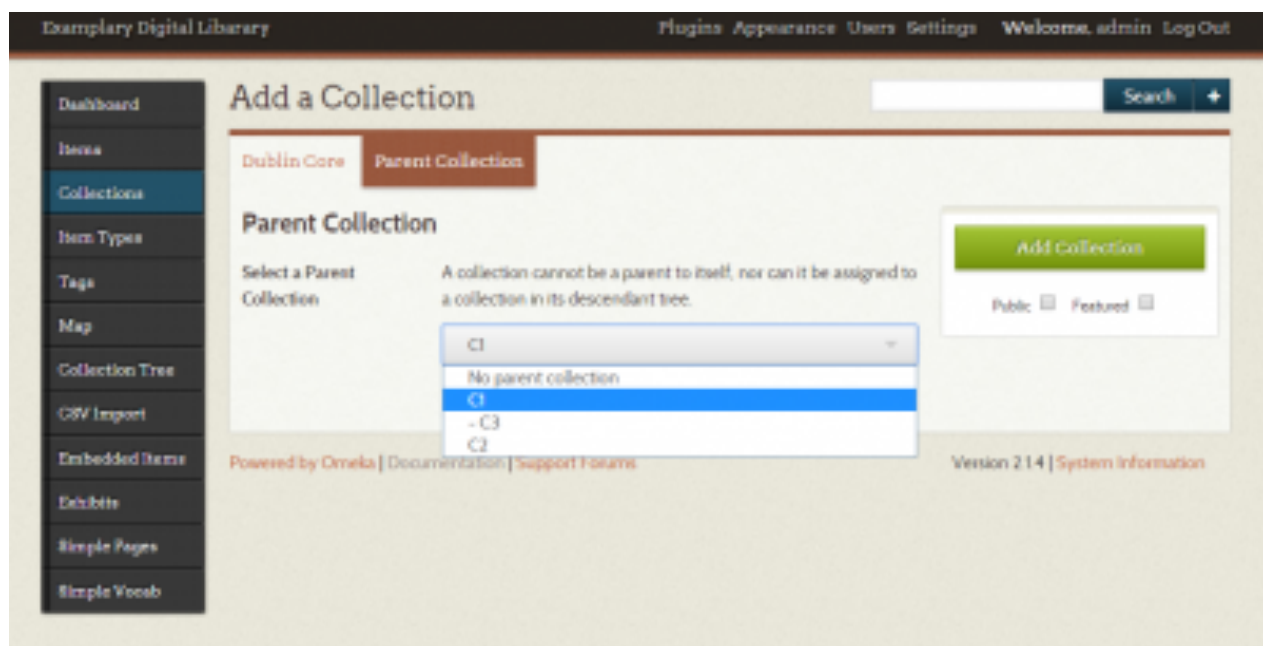 Examplary Digital Libarary Plugins Appearance Users Settings Welcome, admin Log Out
Add a Collection Search +
Dashboard
Items
Collections
Item Types
Tags
Map
Collection Tree
CSV Import
Embedded Items
Exhibits
Simple Pages
Simple Vocab
Dublin Core Parent Collection
Parent Collection
Select a Parent
Collection
A collection cannot be a parent to itself, nor can it be assigned to
a collection in its descendant tree.
C1
No parent collection
C1
- C3
C2
Add Collection
Public Featured
Powered by Omeka | Documentation | Support Forums Version 2.1.4 | System Information